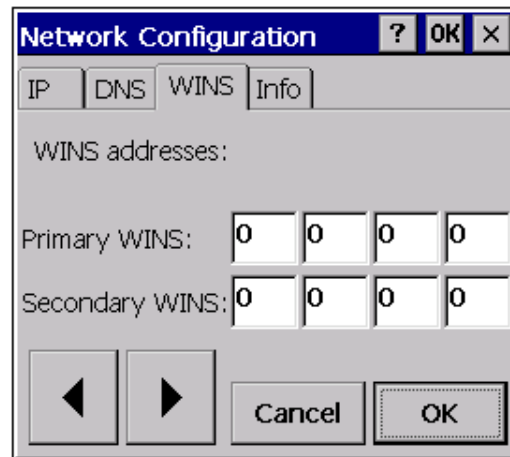 Network Configuration ? OK ×
IP DNS WINS Info
WINS addresses:
Primary WINS: 0 0 0 0
Secondary WINS: 0 0 0 0
Cancel OK